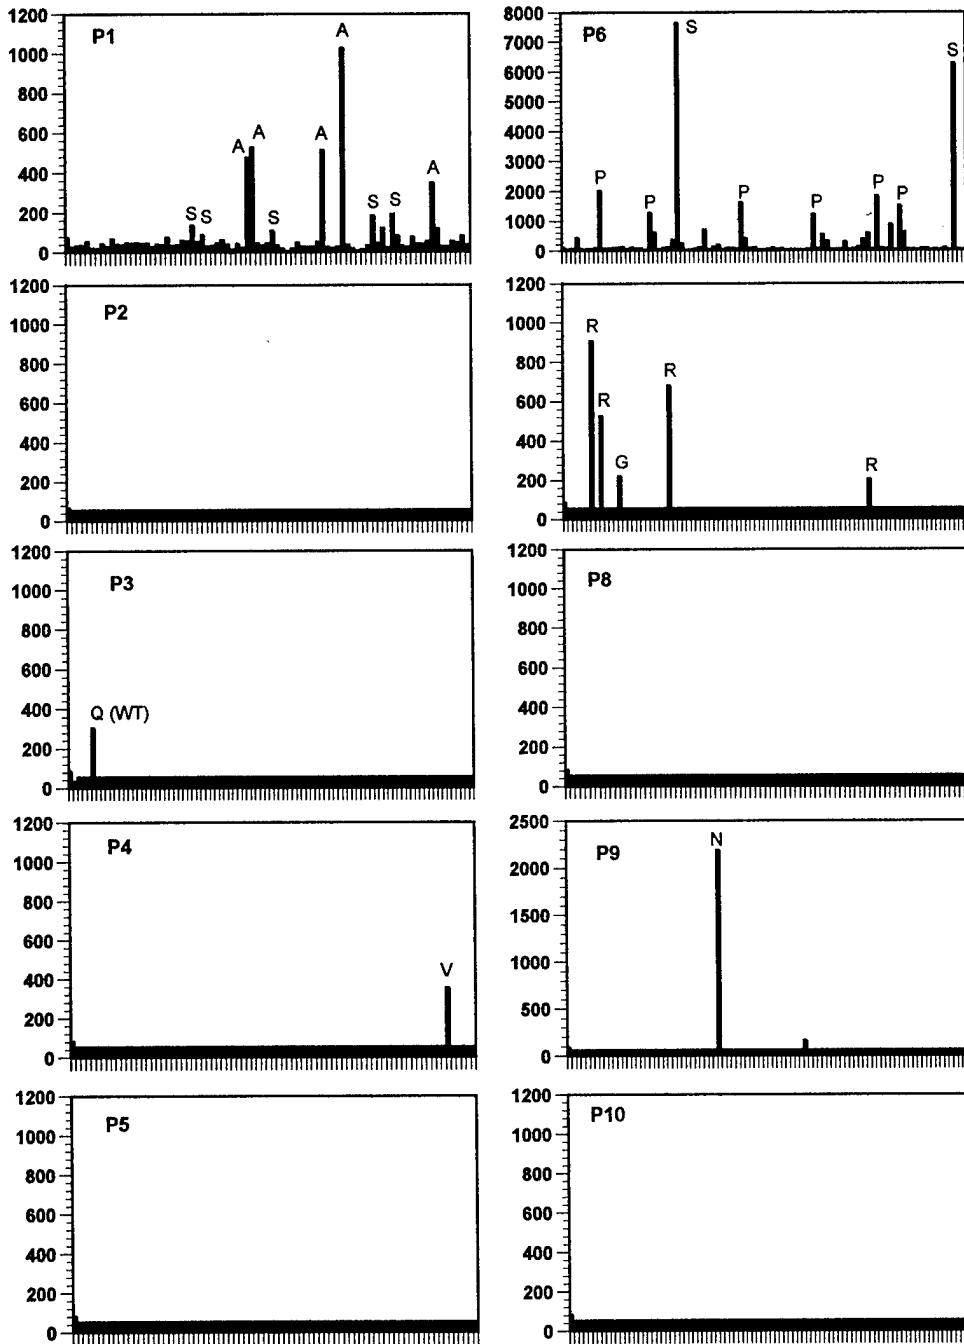 P1
1200
1000
800
600
400
200
0
A
A
A
A
A
S
S
S
S
S
P6
8000
7000
6000
5000
4000
3000
2000
1000
0
S
S
P
P
P
P
P
P
P2
1200
1000
800
600
400
200
0
1200
1000
800
600
400
200
0
R
R
G
R
R
P3
1200
1000
800
600
400
200
0
Q (WT)
P8
1200
1000
800
600
400
200
0
P4
1200
1000
800
600
400
200
0
V
P9
2500
2000
1500
1000
500
0
N
P5
1200
1000
800
600
400
200
0
P10
1200
1000
800
600
400
200
0